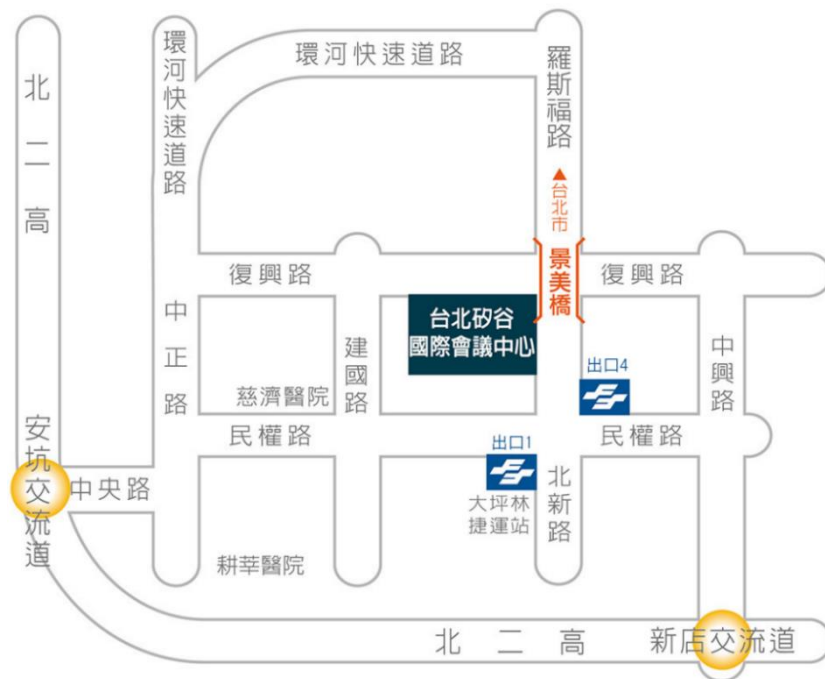 環河快速道路
環河快速道路
羅斯福路
北二高
▲台北市
景美橋
復興路
復興路
中正路
建國路
台北矽谷
國際會議中心
中興路
出口4
慈濟醫院
民權路
民權路
出口1
大坪林
捷運站
北新路
安坑交流道
中央路
耕莘醫院
北二高
新店交流道